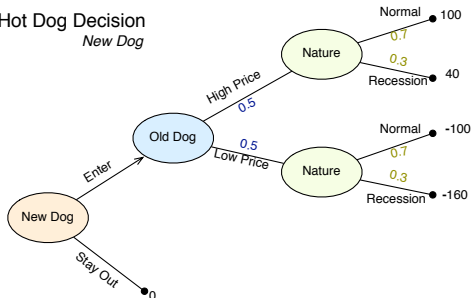 Hot Dog Decision
New Dog
Normal
100
0.7
Nature
0.3
40
Recession
High Price
0.5
Old Dog
0.5
Low Price
Normal
-100
0.7
Nature
0.3
-160
Recession
Enter
New Dog
Stay Out
0